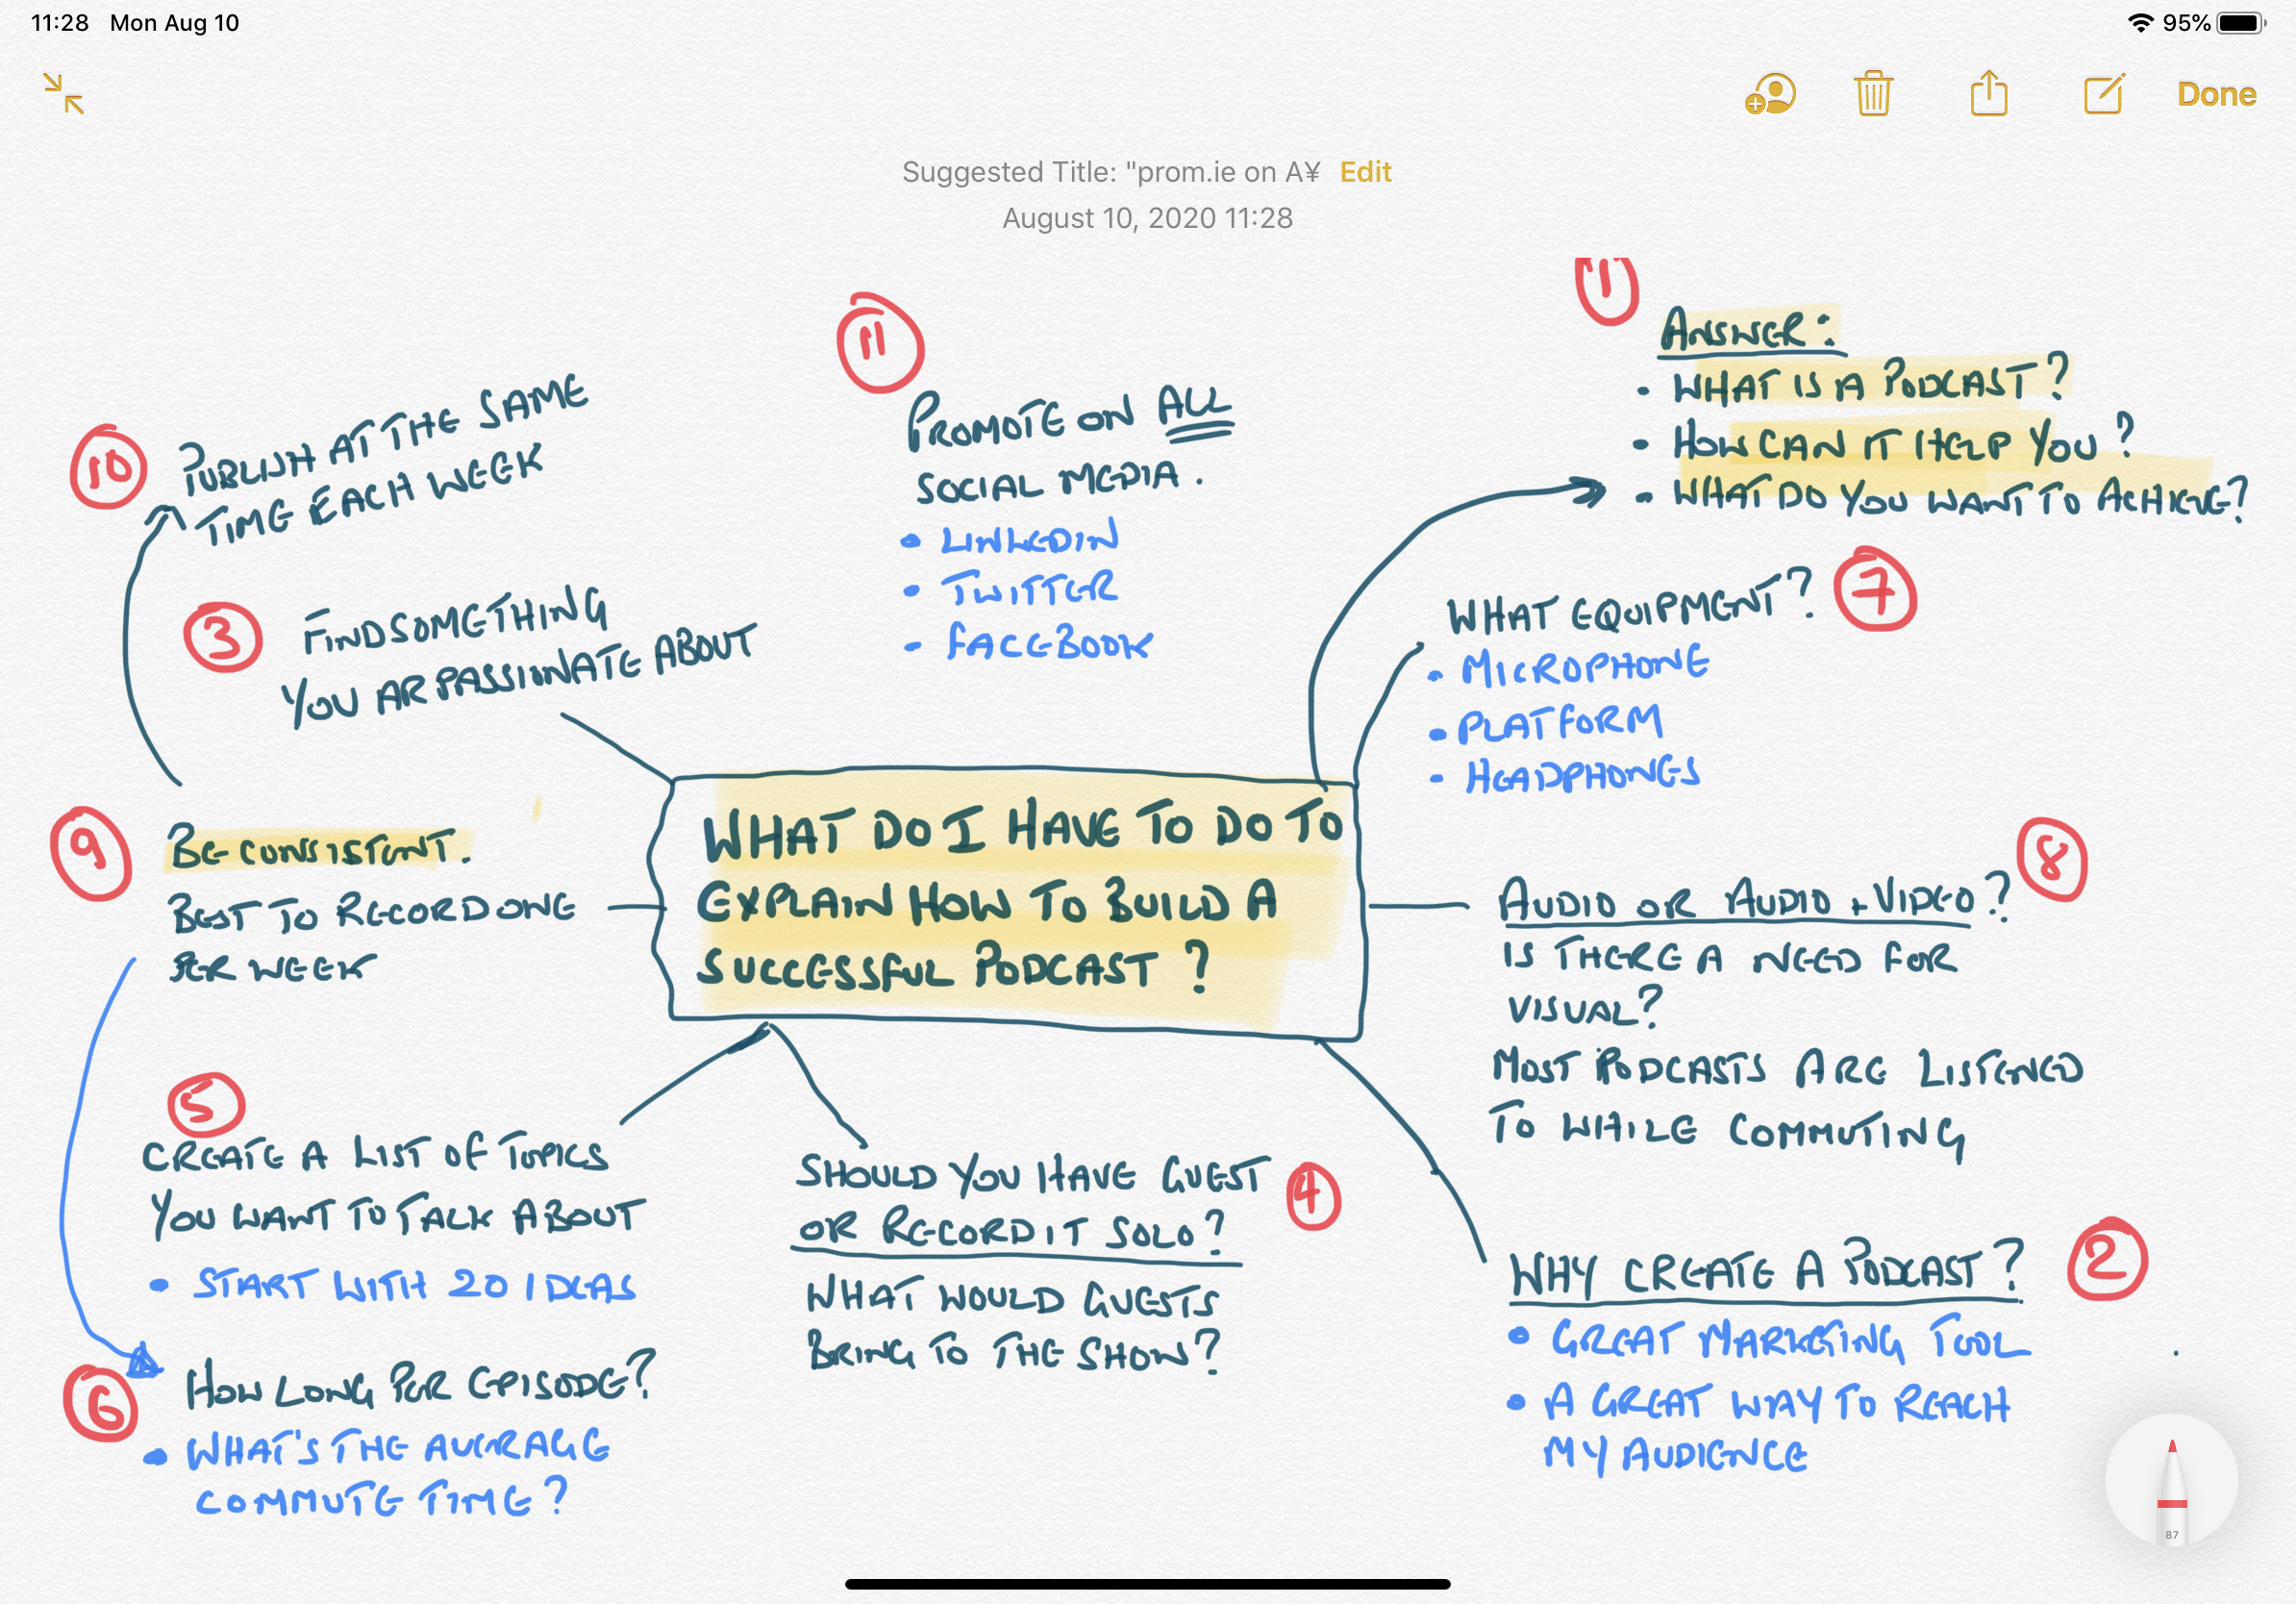 11:28 Mon Aug 10
95%
Done
Suggested Title: "prom.ie on A¥ Edit
August 10, 2020 11:28
1
ANSWER:
• WHAT IS A PODCAST?
• HOW CAN IT HELP YOU?
• WHAT DO YOU WANT TO ACHIEVE?
11
PROMOTE ON ALL
SOCIAL MEDIA.
• LINKEDIN
• TWITTER
• FACEBOOK
10
PUBLISH AT THE SAME
TIME EACH WEEK
3
FIND SOMETHING
YOU AR PASSIONATE ABOUT
7
WHAT EQUIPMENT?
• MICROPHONE
• PLATFORM
• HEADPHONES
WHAT DO I HAVE TO DO TO
EXPLAIN HOW TO BUILD A
SUCCESSFUL PODCAST?
9
BE CONSISTENT.
BEST TO RECORD ONE
PER WEEK
8
AUDIO OR AUDIO + VIDEO?
IS THERE A NEED FOR
VISUAL?
MOST PODCASTS ARE LISTENED
TO WHILE COMMUTING
5
CREATE A LIST OF TOPICS
YOU WANT TO TALK ABOUT
• START WITH 20 IDEAS
4
SHOULD YOU HAVE GUEST
OR RECORD IT SOLO?
WHAT WOULD GUESTS
BRING TO THE SHOW?
2
WHY CREATE A PODCAST?
• GREAT MARKETING TOOL
• A GREAT WAY TO REACH
MY AUDIENCE
6
HOW LONG PER EPISODE?
• WHAT'S THE AVERAGE
COMMUTE TIME?
87